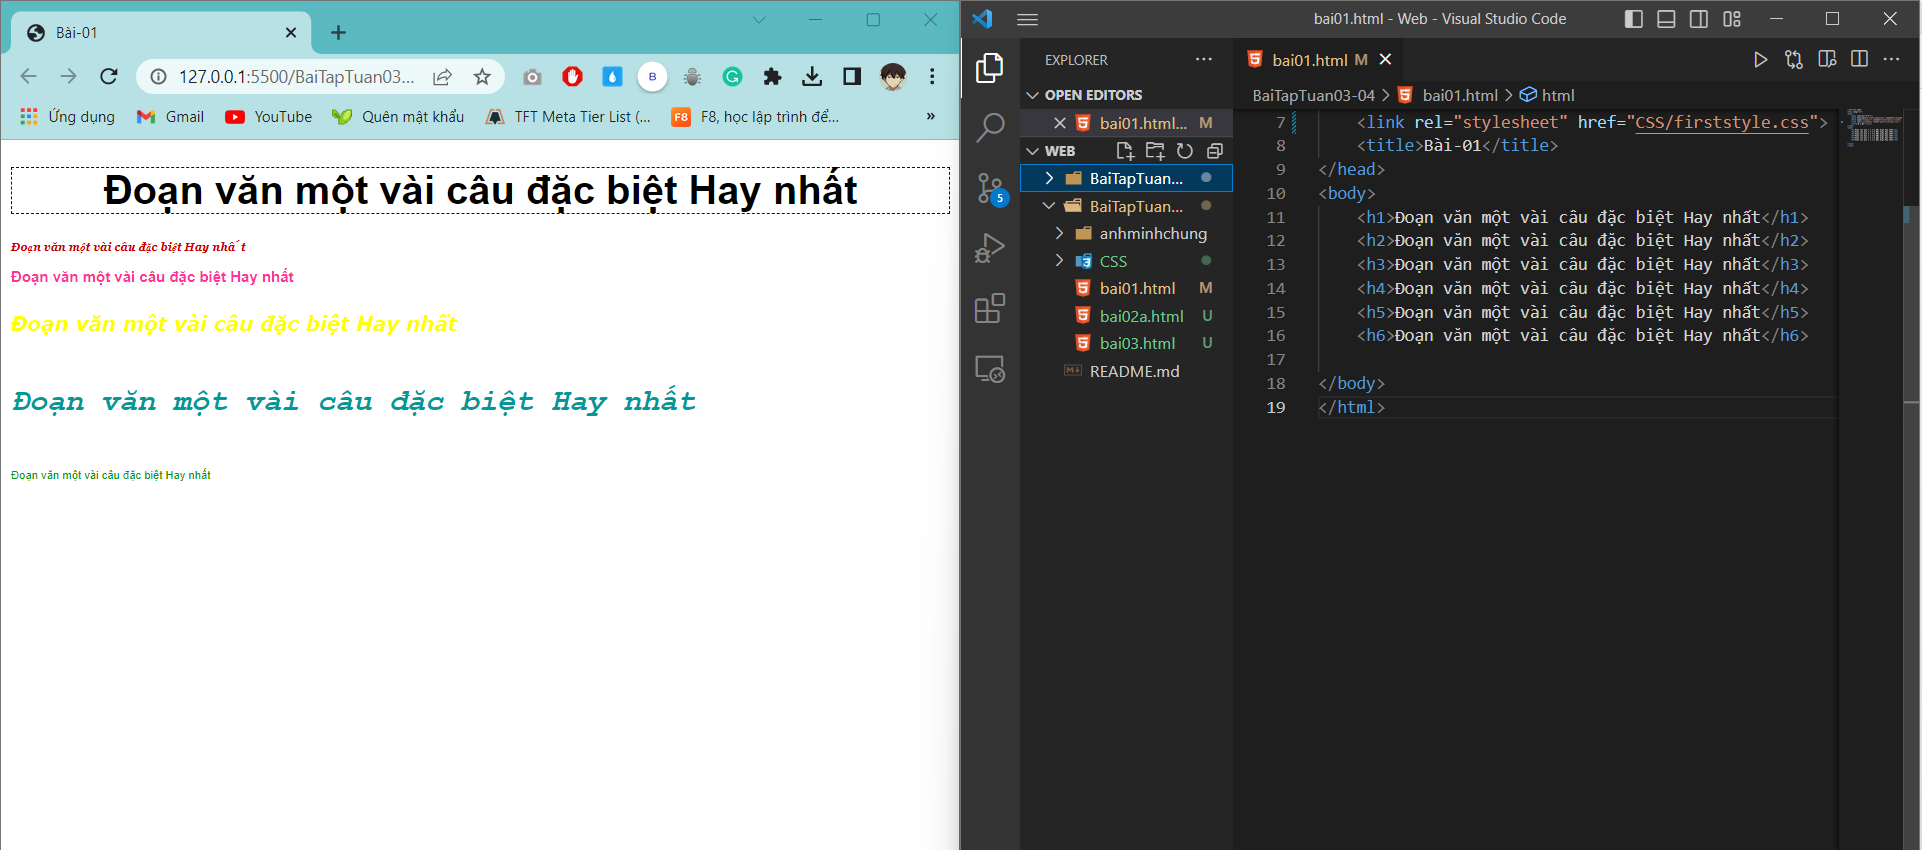 Bài-01
127.0.0.1:5500/BaiTapTuan03...
Ứng dụng
Gmail
YouTube
Quên mật khẩu
TFT Meta Tier List (...
F8, học lập trình để...
»
Đoạn văn một vài câu đặc biệt Hay nhất
Đoạn văn một vài câu đặc biệt Hay nhất
Đoạn văn một vài câu đặc biệt Hay nhất
Đoạn văn một vài câu đặc biệt Hay nhất
Đoạn văn một vài câu đặc biệt Hay nhất
Đoạn văn một vài câu đặc biệt Hay nhất
bai01.html - Web - Visual Studio Code
EXPLORER
OPEN EDITORS
bai01.html... M
WEB
BaiTapTuan...
BaiTapTuan...
anhminhchung
CSS
bai01.html M
bai02a.html U
bai03.html U
README.md
5
bai01.html M
BaiTapTuan03-04 > bai01.html > html
7 <link rel="stylesheet" href="CSS/firststyle.css">
8 <title>Bài-01</title>
9 </head>
10 <body>
11 <h1>Đoạn văn một vài câu đặc biệt Hay nhất</h1>
12 <h2>Đoạn văn một vài câu đặc biệt Hay nhất</h2>
13 <h3>Đoạn văn một vài câu đặc biệt Hay nhất</h3>
14 <h4>Đoạn văn một vài câu đặc biệt Hay nhất</h4>
15 <h5>Đoạn văn một vài câu đặc biệt Hay nhất</h5>
16 <h6>Đoạn văn một vài câu đặc biệt Hay nhất</h6>
17
18 </body>
19 </html>